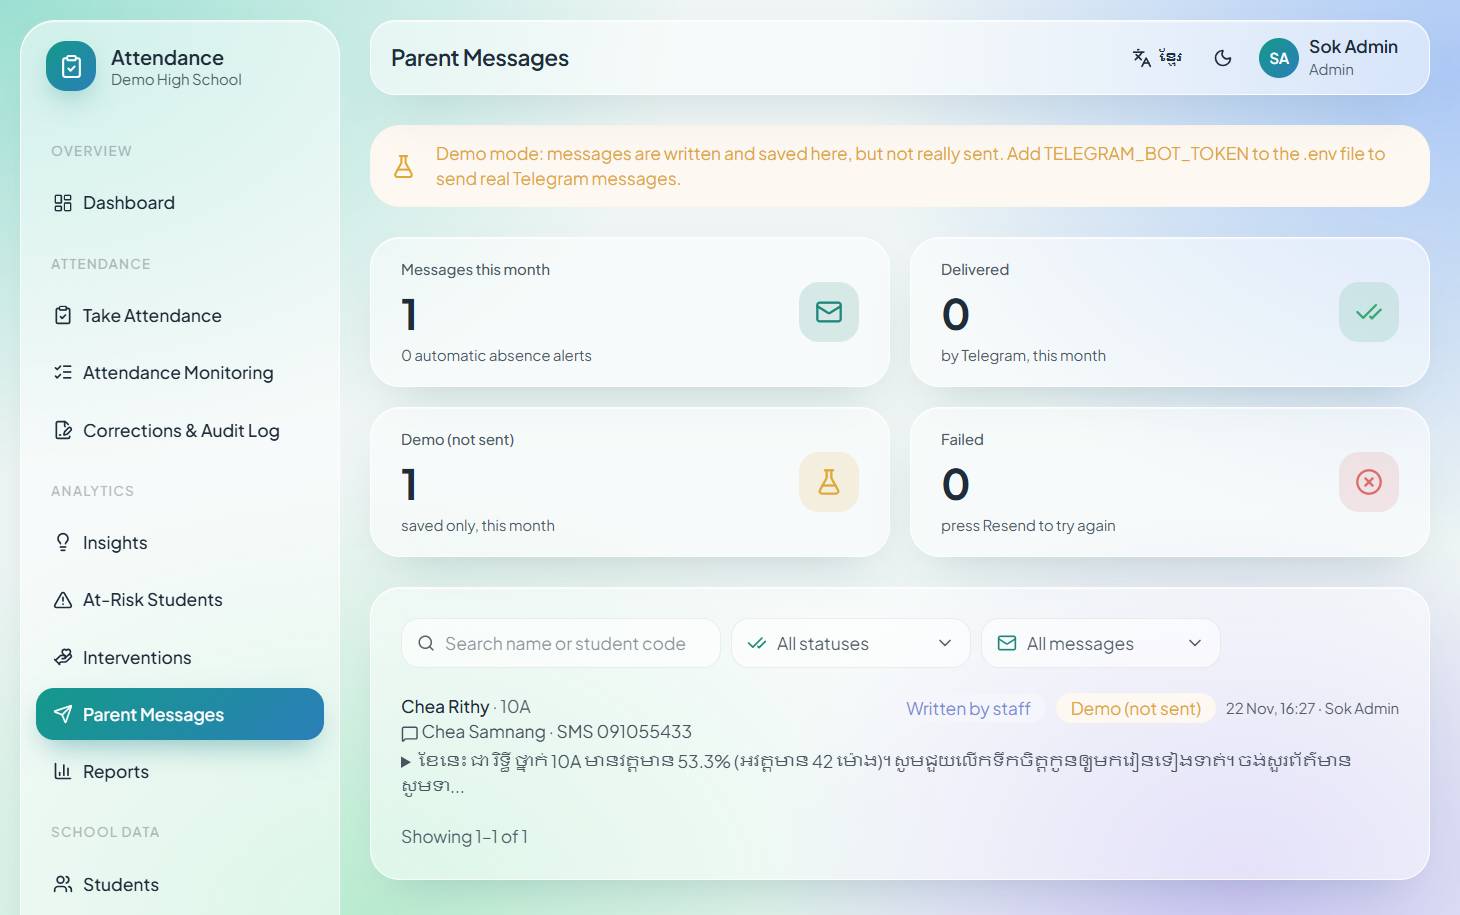 Attendance
Demo High School
OVERVIEW
Dashboard
ATTENDANCE
Take Attendance
Attendance Monitoring
Corrections & Audit Log
ANALYTICS
Insights
At-Risk Students
Interventions
Parent Messages
Reports
SCHOOL DATA
Students
Parent Messages
ខ្មែរ
SA
Sok Admin
Admin
Demo mode: messages are written and saved here, but not really sent. Add TELEGRAM_BOT_TOKEN to the .env file to
send real Telegram messages.
Messages this month
1
0 automatic absence alerts
Delivered
0
by Telegram, this month
Demo (not sent)
1
saved only, this month
Failed
0
press Resend to try again
Search name or student code
All statuses
All messages
Chea Rithy · 10A
Written by staff
Demo (not sent)
22 Nov, 16:27 · Sok Admin
Chea Samnang · SMS 091055433
ខែនេះ ជា រិទ្ធី ថ្នាក់ 10A មានវត្តមាន 53.3% (អវត្តមាន 42 ម៉ោង)។ សូមជួយលើកទឹកចិត្តកូនឲ្យមករៀនទៀងទាត់។ ចង់សួរព័ត៌មាន
សូមទា...
Showing 1–1 of 1